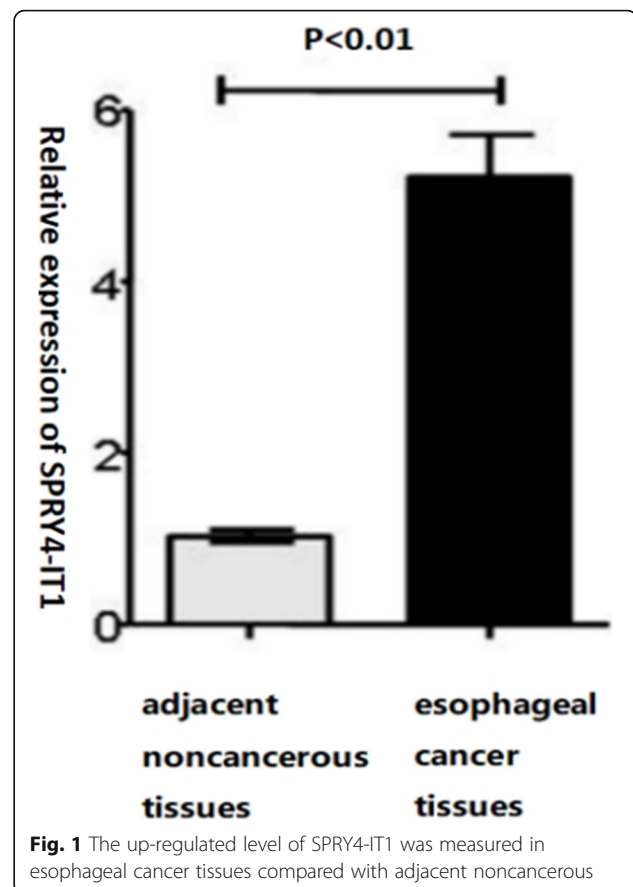 P<0.01
Relative expression of SPRY4-IT1
6
4
2
0
adjacent
noncancerous
tissues
esophageal
cancer
tissues
Fig. 1 The up-regulated level of SPRY4-IT1 was measured in
esophageal cancer tissues compared with adjacent noncancerous